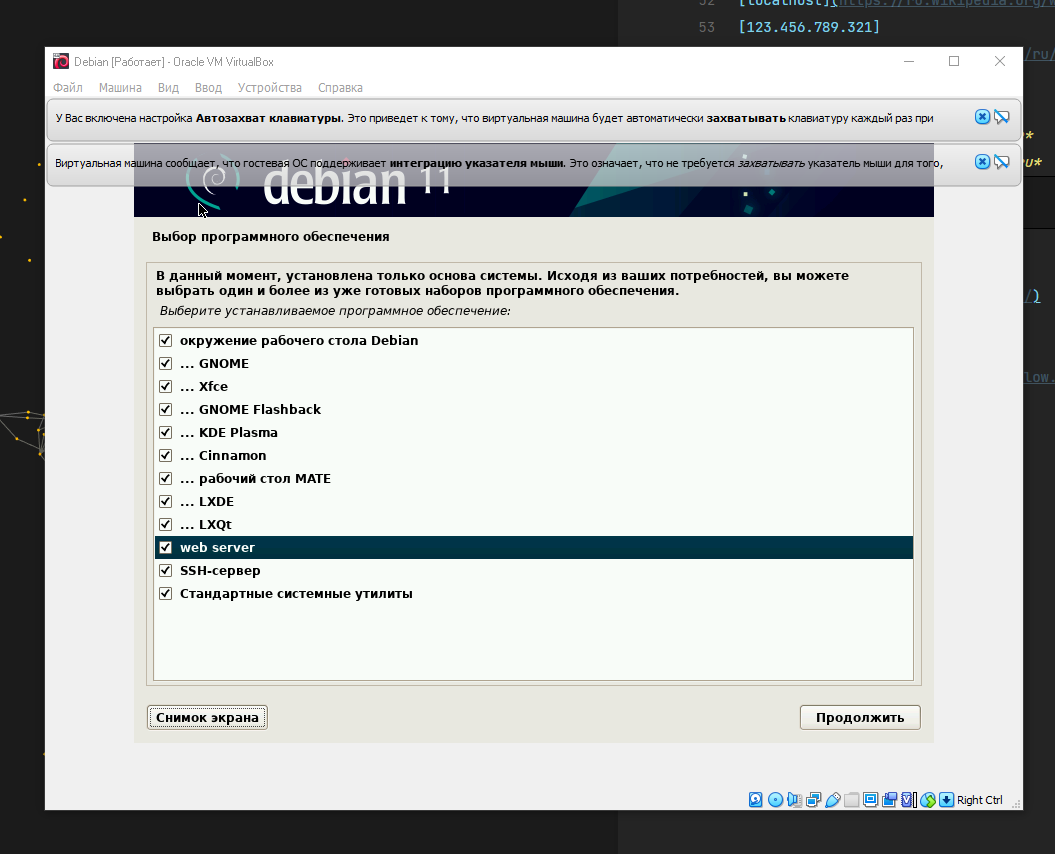 [localhost](https://ru.wikipedia.org/w
53 [123.456.789.321]
/ru/
Debian [Работает] - Oracle VM VirtualBox
Файл Машина Вид Ввод Устройства Справка
У Вас включена настройка Автозахват клавиатуры. Это приведет к тому, что виртуальная машина будет автоматически захватывать клавиатуру каждый раз при
Виртуальная машина сообщает, что гостевая ОС поддерживает интеграцию указателя мыши. Это означает, что не требуется захватывать указатель мыши для того,
debian 11
Выбор программного обеспечения
В данный момент, установлена только основа системы. Исходя из ваших потребностей, вы можете
выбрать один и более из уже готовых наборов программного обеспечения.
Выберите устанавливаемое программное обеспечение:
окружение рабочего стола Debian
... GNOME
... Xfce
... GNOME Flashback
... KDE Plasma
... Cinnamon
... рабочий стол MATE
... LXDE
... LXQt
web server
SSH-сервер
Стандартные системные утилиты
Снимок экрана
Продолжить
Right Ctrl
/)
low.